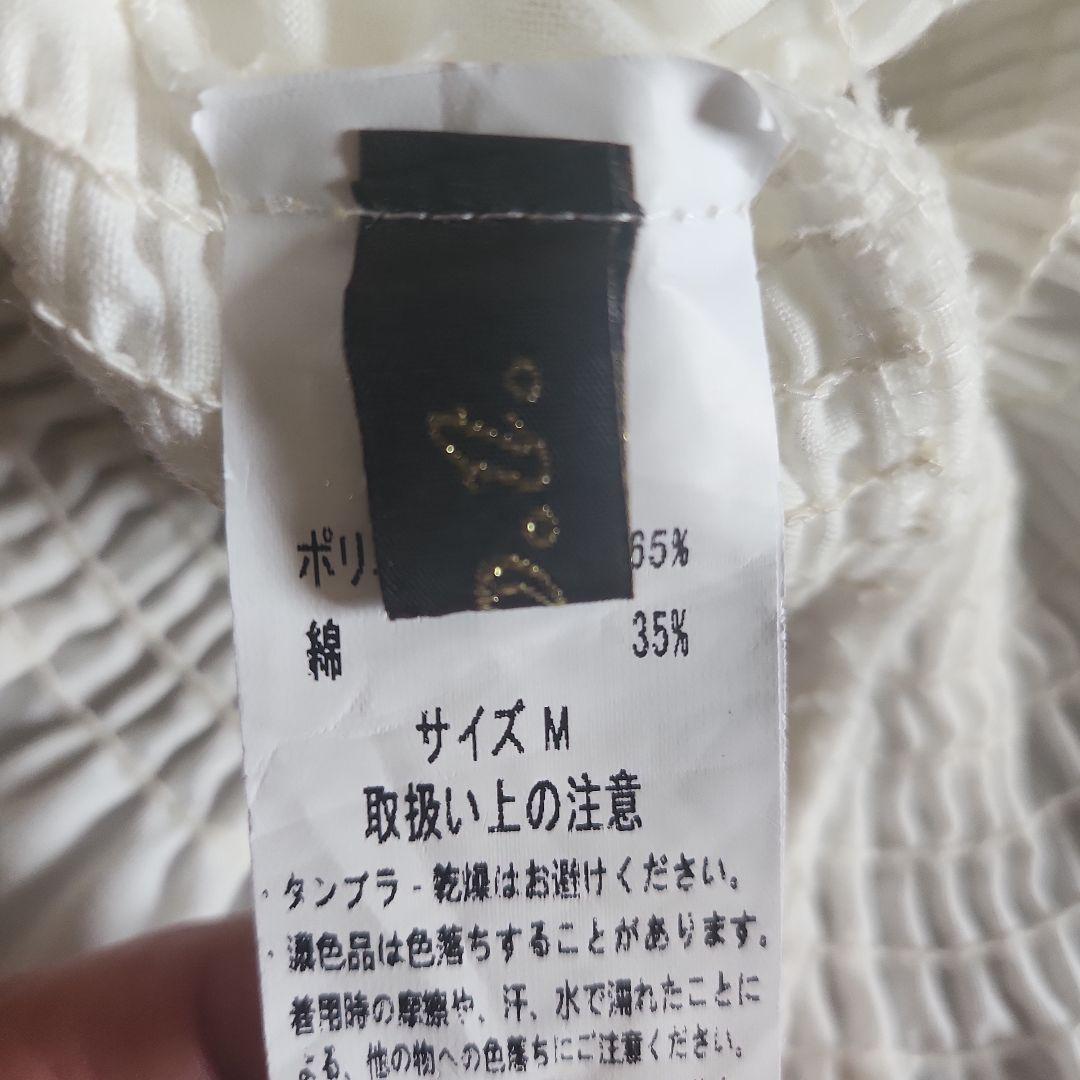 ポリ 65%
綿 35%
サイズ M
取扱い上の注意
・タンブラ-乾燥はお避けください。
・濃色品は色落ちすることがあります。
着用時の摩擦や、汗、水で濡れたことに
よる、他の物への色落ちにご注意ください。